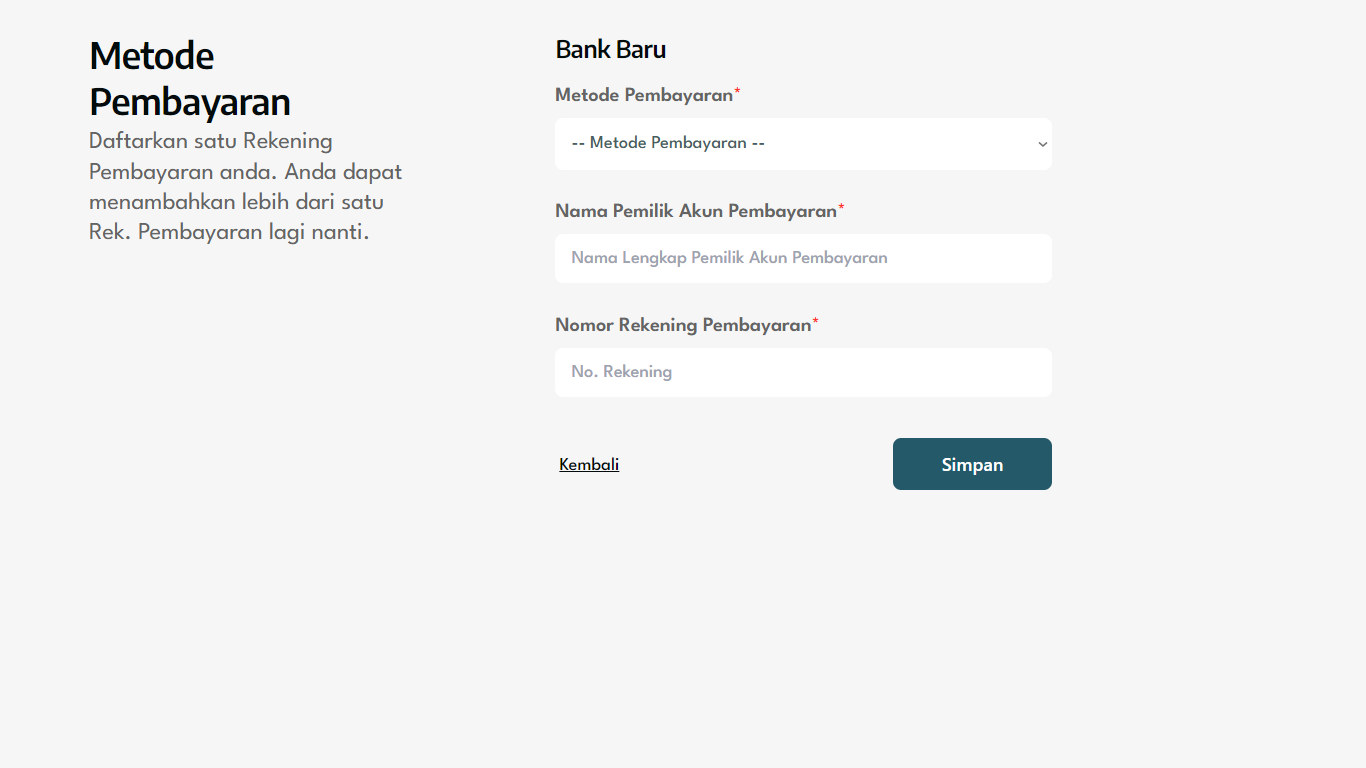 Metode
Pembayaran
Daftarkan satu Rekening
Pembayaran anda. Anda dapat
menambahkan lebih dari satu
Rek. Pembayaran lagi nanti.
Bank Baru
Metode Pembayaran*
-- Metode Pembayaran --
Nama Pemilik Akun Pembayaran*
Nama Lengkap Pemilik Akun Pembayaran
Nomor Rekening Pembayaran*
No. Rekening
Kembali
Simpan